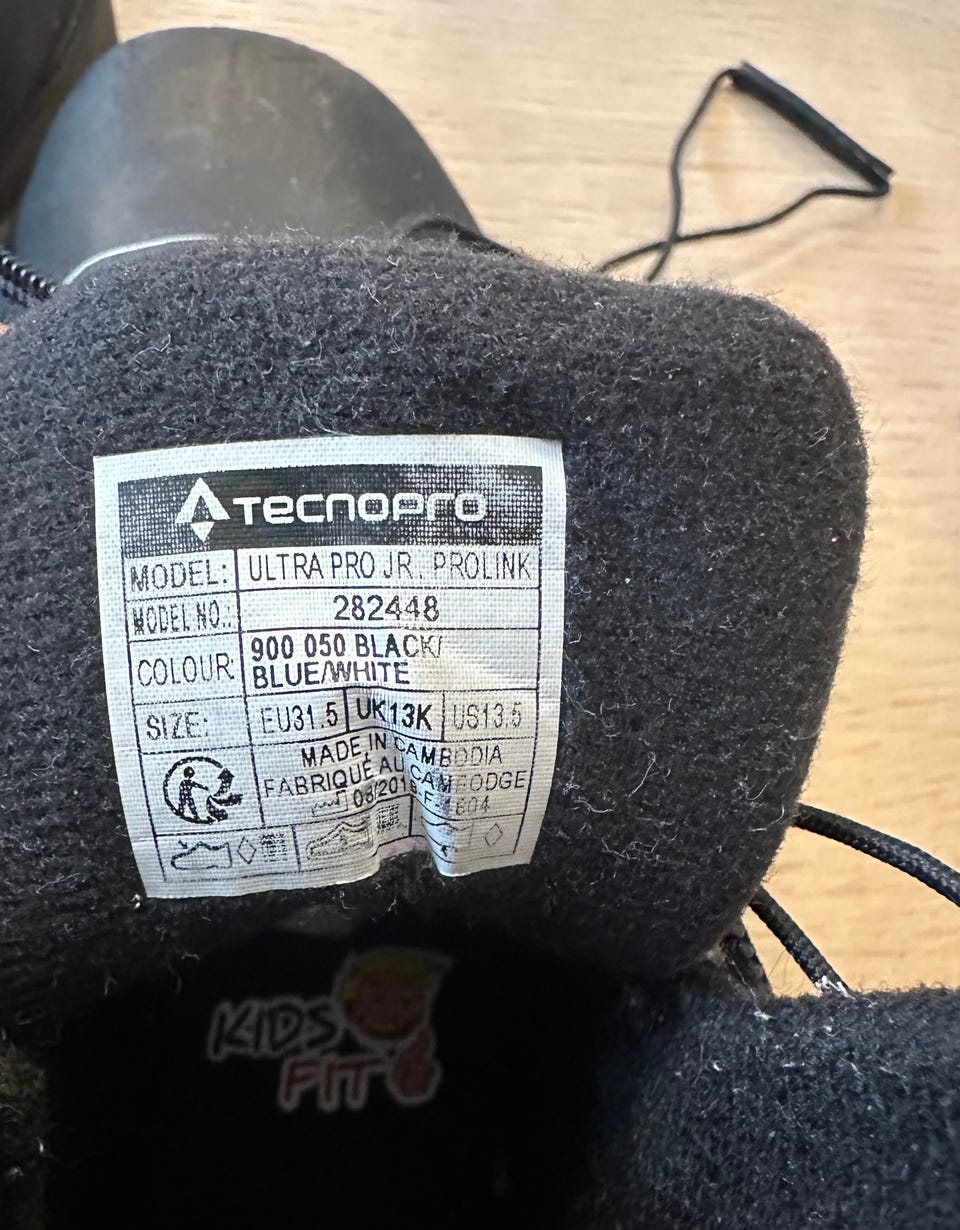 TECNOPRO
MODEL: ULTRA PRO JR. PROLINK
MODEL NO.: 282448
COLOUR: 900 050 BLACK/
BLUE/WHITE
SIZE: EU31.5 UK13K US13.5
MADE IN CAMBODIA
FABRIQUÉ AU CAMBODGE
KIDS
FIT